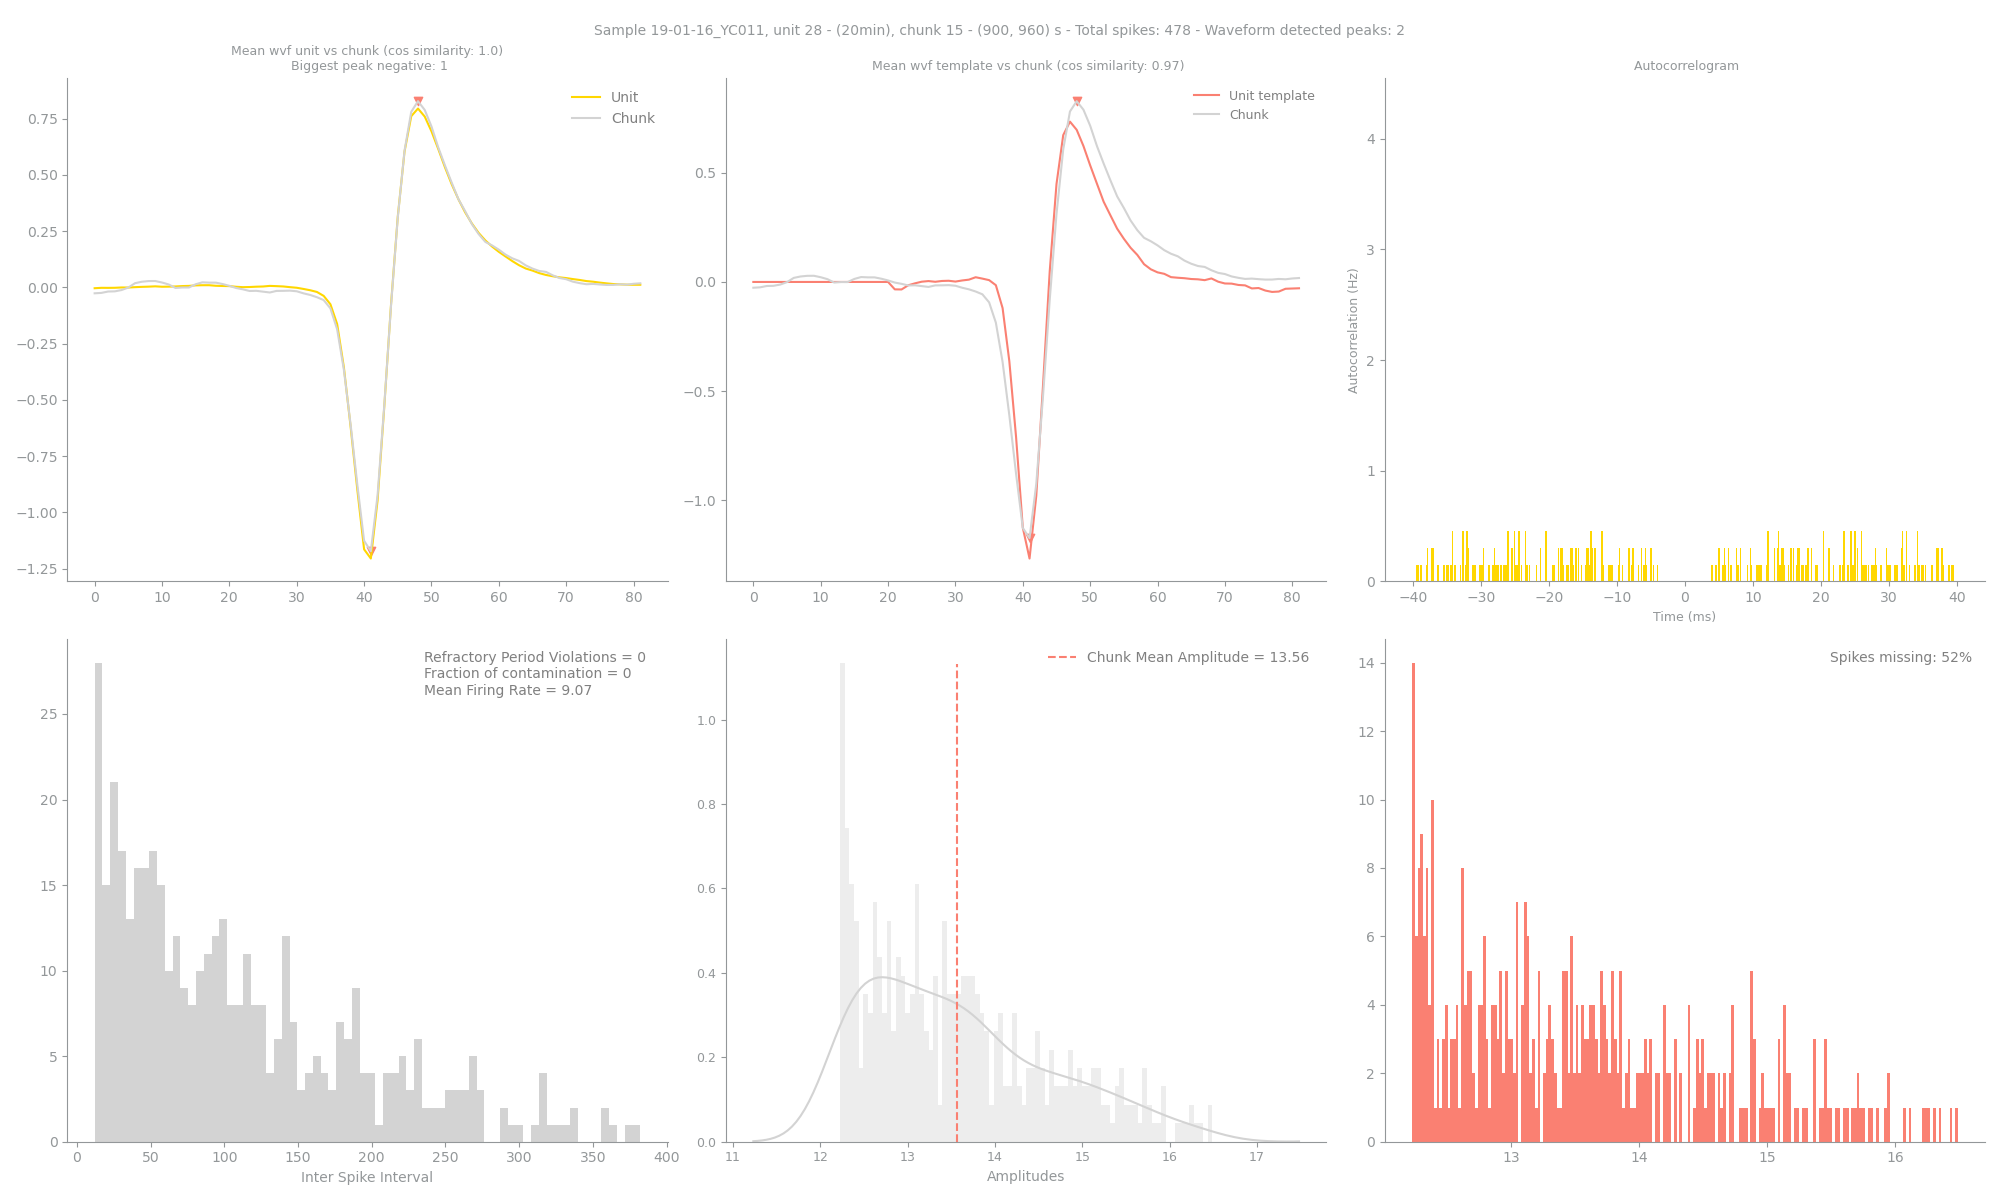 Sample 19-01-16_YC011, unit 28 - (20min), chunk 15 - (900, 960) s - Total spikes: 478 - Waveform detected peaks: 2
Mean wvf unit vs chunk (cos similarity: 1.0)
Biggest peak negative: 1
Unit
Chunk
0.75
0.50
0.25
0.00
−0.25
−0.50
−0.75
−1.00
−1.25
0 10 20 30 40 50 60 70 80
Mean wvf template vs chunk (cos similarity: 0.97)
Unit template
Chunk
0.5
0.0
−0.5
−1.0
0 10 20 30 40 50 60 70 80
Autocorrelogram
Autocorrelation (Hz)
4
3
2
1
0
−40 −30 −20 −10 0 10 20 30 40
Time (ms)
Refractory Period Violations = 0
Fraction of contamination = 0
Mean Firing Rate = 9.07
25
20
15
10
5
0
0 50 100 150 200 250 300 350 400
Inter Spike Interval
Chunk Mean Amplitude = 13.56
1.0
0.8
0.6
0.4
0.2
0.0
11 12 13 14 15 16 17
Amplitudes
Spikes missing: 52%
14
12
10
8
6
4
2
0
13 14 15 16